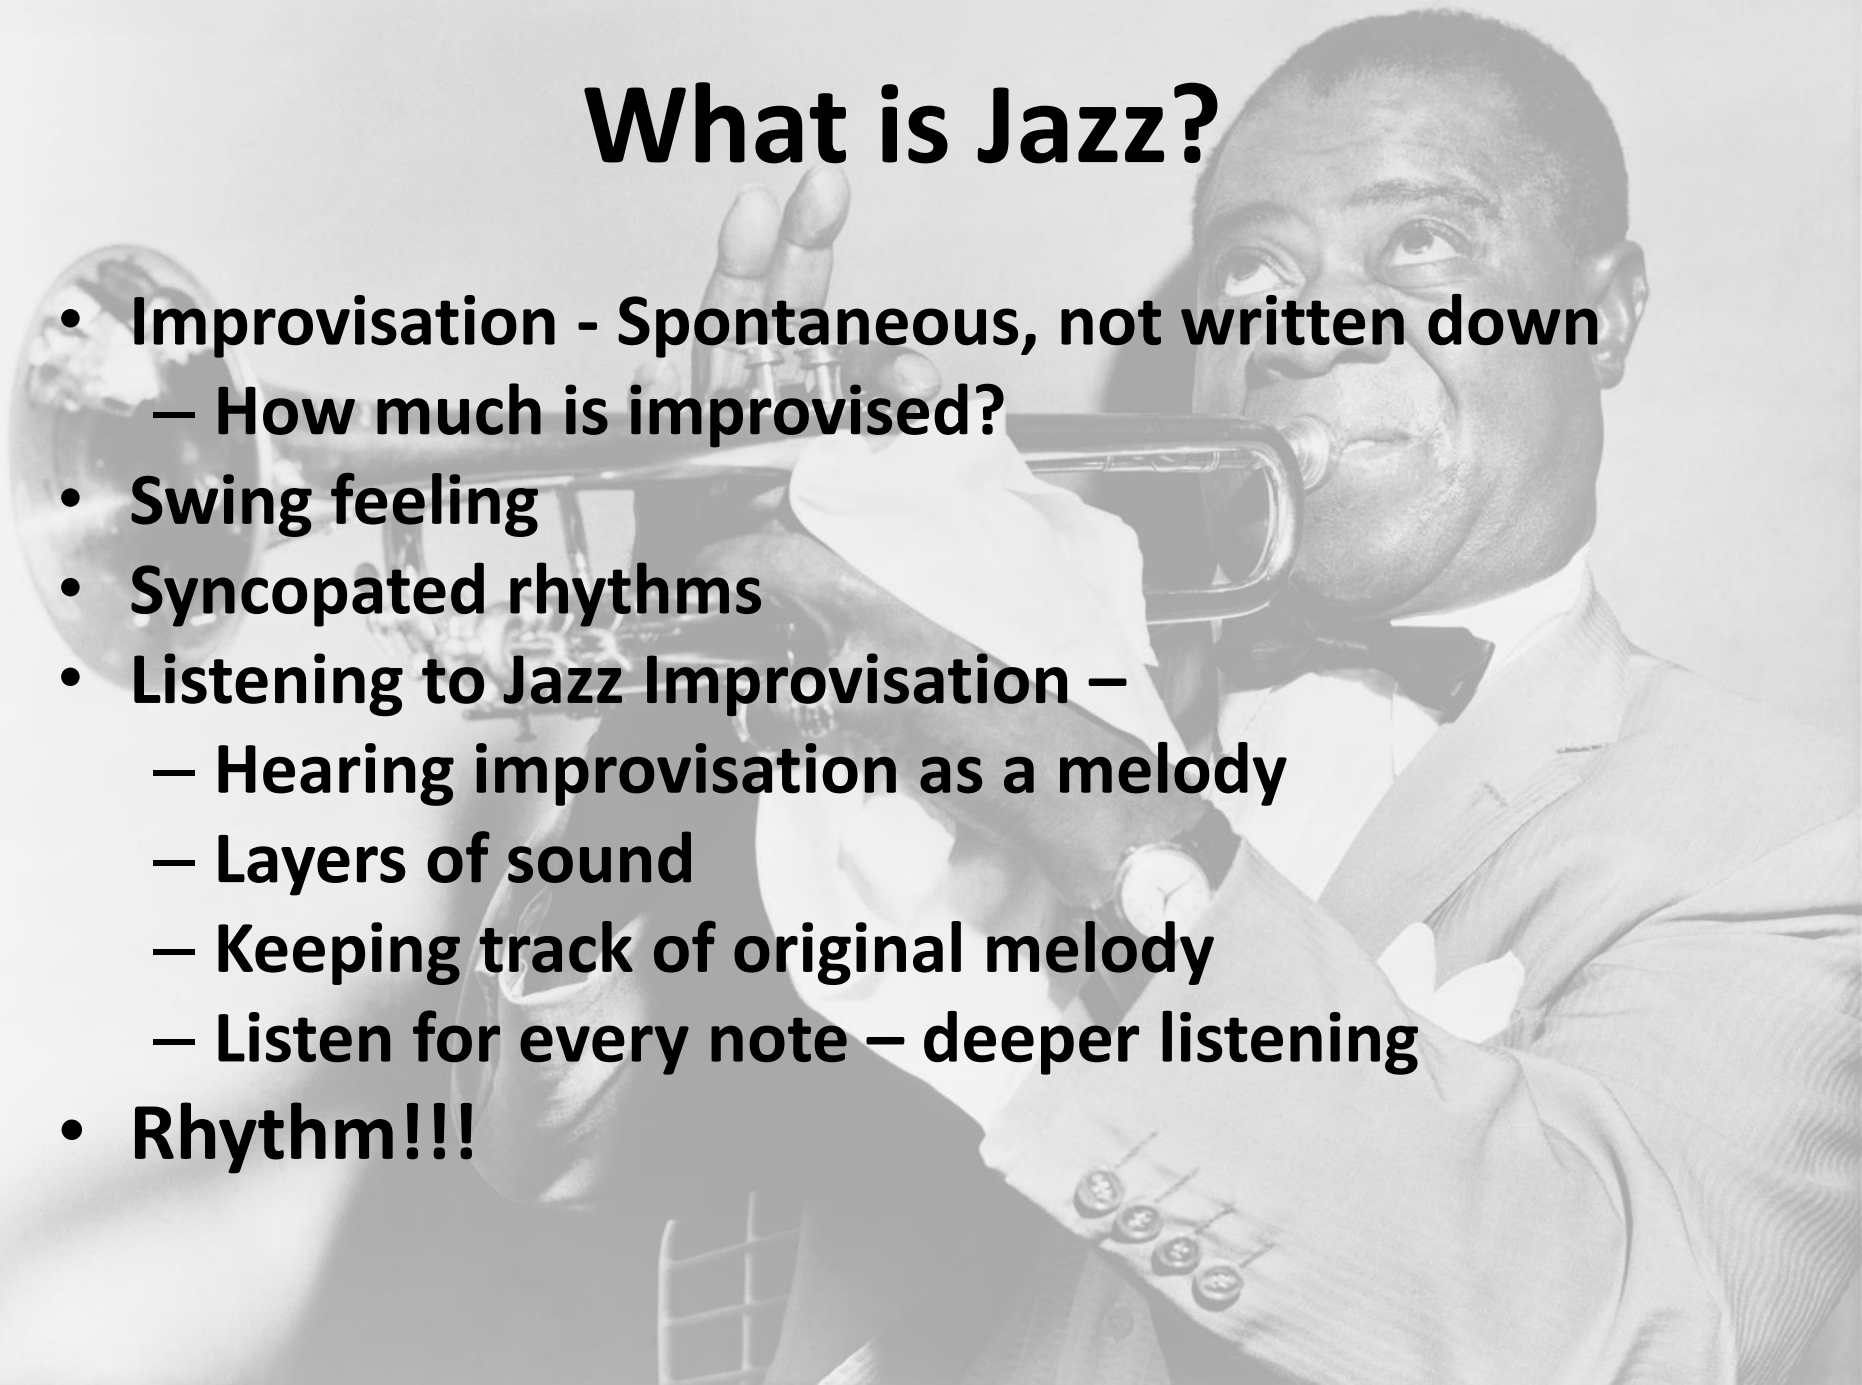 What is Jazz?
• Improvisation - Spontaneous, not written down
– How much is improvised?
• Swing feeling
• Syncopated rhythms
• Listening to Jazz Improvisation –
– Hearing improvisation as a melody
– Layers of sound
– Keeping track of original melody
– Listen for every note – deeper listening
• Rhythm!!!